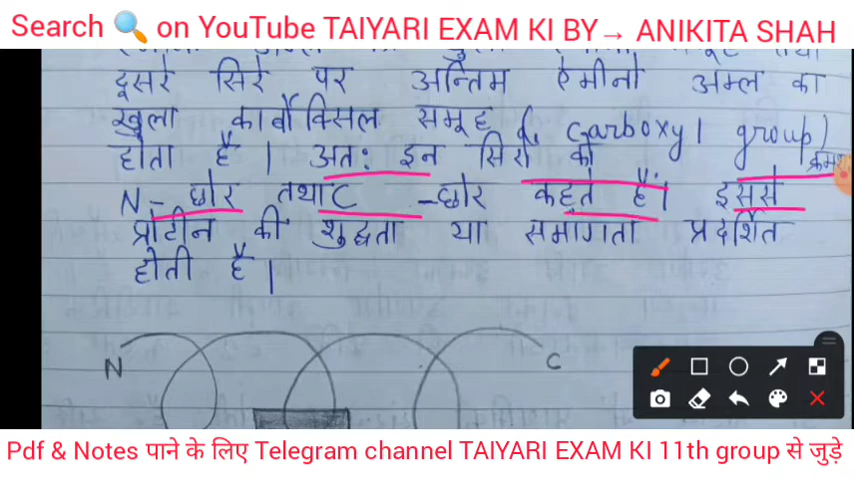 Search 🔍 on YouTube TAIYARI EXAM KI BY→ ANIKITA SHAH
दूसरे सिरे पर अन्तिम ऐमीनो अम्ल का
खुला कार्बोक्सिल समूह (Carboxyl group)
होता है। अतः इन सिरों को क्रमश
N-छोर तथा C-छोर कहते हैं। इससे
प्रोटीन की शुद्धता या समांगता प्रदर्शित
होती है।
N C
Pdf & Notes पाने के लिए Telegram channel TAIYARI EXAM KI 11th group से जुड़े